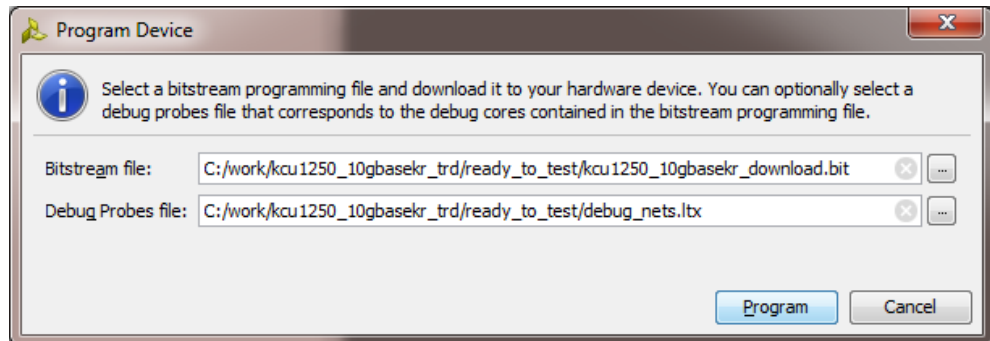 Program Device
Select a bitstream programming file and download it to your hardware device. You can optionally select a
debug probes file that corresponds to the debug cores contained in the bitstream programming file.
Bitstream file: C:/work/kcu1250_10gbasekr_trd/ready_to_test/kcu1250_10gbasekr_download.bit ...
Debug Probes file: C:/work/kcu1250_10gbasekr_trd/ready_to_test/debug_nets.ltx ...
Program Cancel